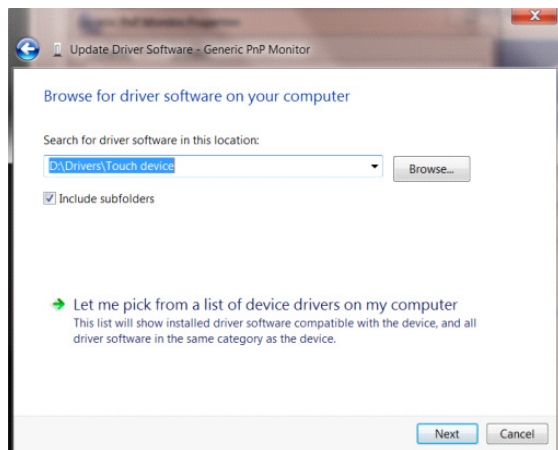 Update Driver Software - Generic PnP Monitor
Browse for driver software on your computer
Search for driver software in this location:
D:\Drivers\Touch device
Browse...
Include subfolders
Let me pick from a list of device drivers on my computer
This list will show installed driver software compatible with the device, and all
driver software in the same category as the device.
Next
Cancel